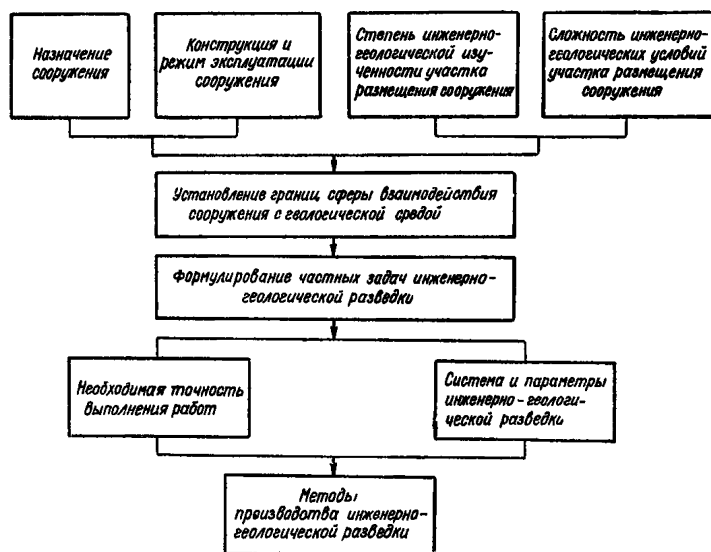 Назначение
сооружения
Конструкция и
режим эксплуатации
сооружения
Степень инженерно-
геологической изу-
ченности участка
размещения сооружения
Сложность инженерно-
геологических условий
участка размещения
сооружения
Установление границ сферы взаимодействия
сооружения с геологической средой
Формулирование частных задач инженерно-
геологической разведки
Необходимая точность
выполнения работ
Система и параметры
инженерно-геологи-
ческой разведки
Методы
производства инженерно-
геологической разведки